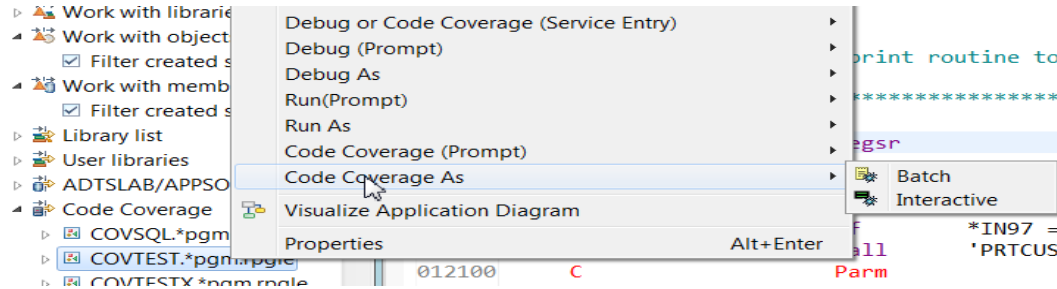 Work with librarie
Work with object
Filter created s
Work with memb
Filter created s
Library list
User libraries
ADTSLAB/APPSO
Code Coverage
COVSQL.*pgm
COVTEST.*pgm.rpgle
COVTESTX.*pgm.rpgle
Debug or Code Coverage (Service Entry)
Debug (Prompt)
Debug As
Run(Prompt)
Run As
Code Coverage (Prompt)
Code Coverage As
Visualize Application Diagram
Properties Alt+Enter
Batch
Interactive
print routine to
*****************
egsr
f *IN97 =
all 'PRTCUS
012100 C Parm